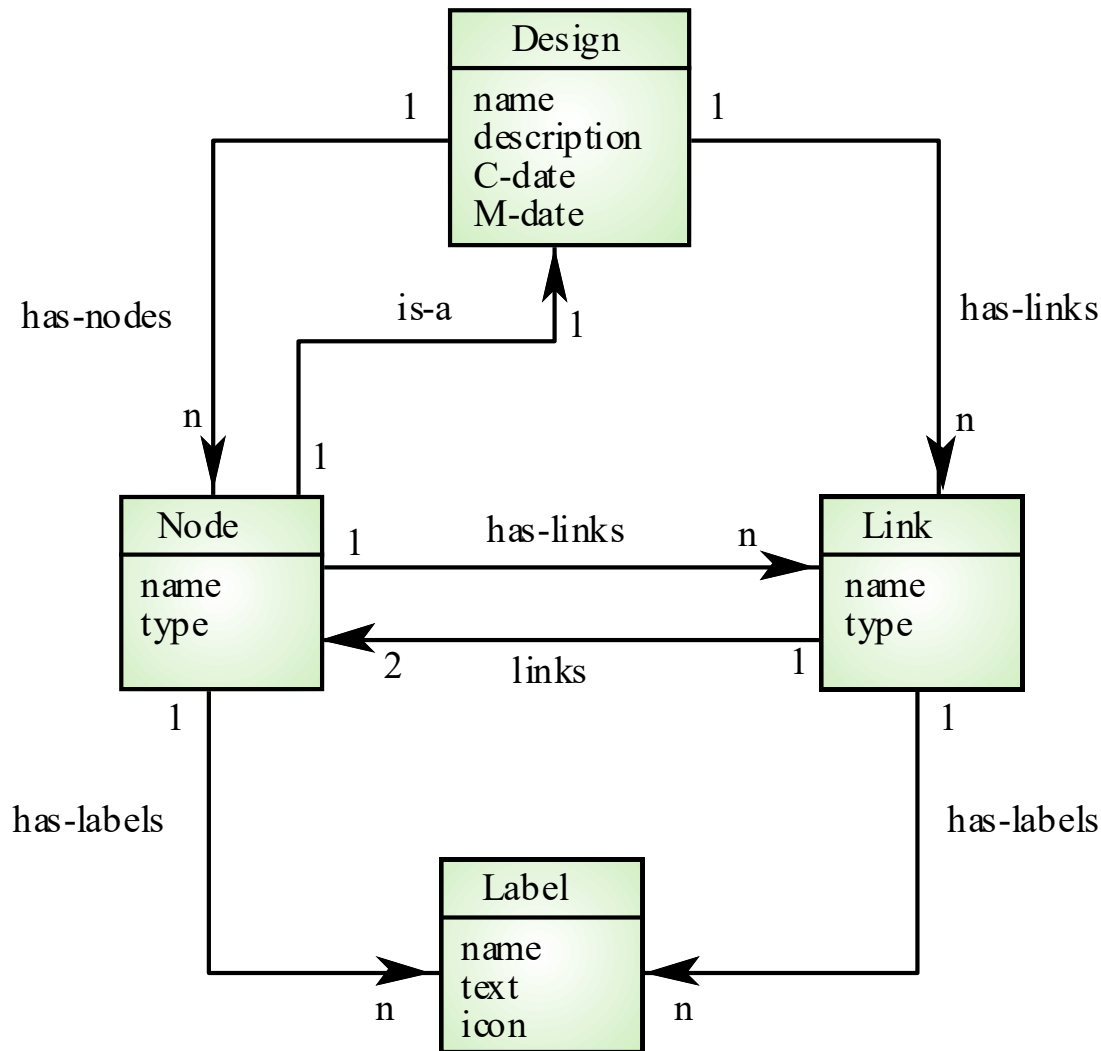 Design
name
description
C-date
M-date
1
1
has-nodes
is-a
1
has-links
n
1
n
Node
name
type
1
has-links
n
Link
name
type
2
links
1
1
1
has-labels
has-labels
Label
name
text
icon
n
n